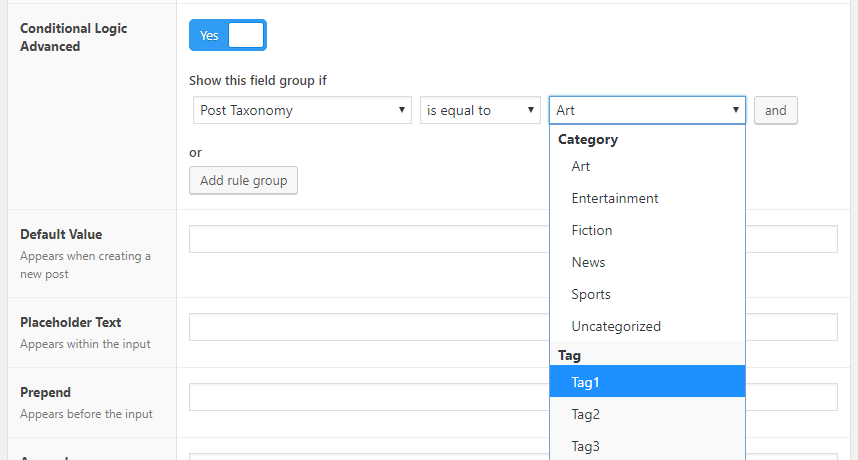 Conditional Logic
Advanced
Yes
Show this field group if
Post Taxonomy
is equal to
Art
and
Category
Art
Entertainment
Fiction
News
Sports
Uncategorized
Tag
Tag1
Tag2
Tag3
or
Add rule group
Default Value
Appears when creating a
new post
Placeholder Text
Appears within the input
Prepend
Appears before the input